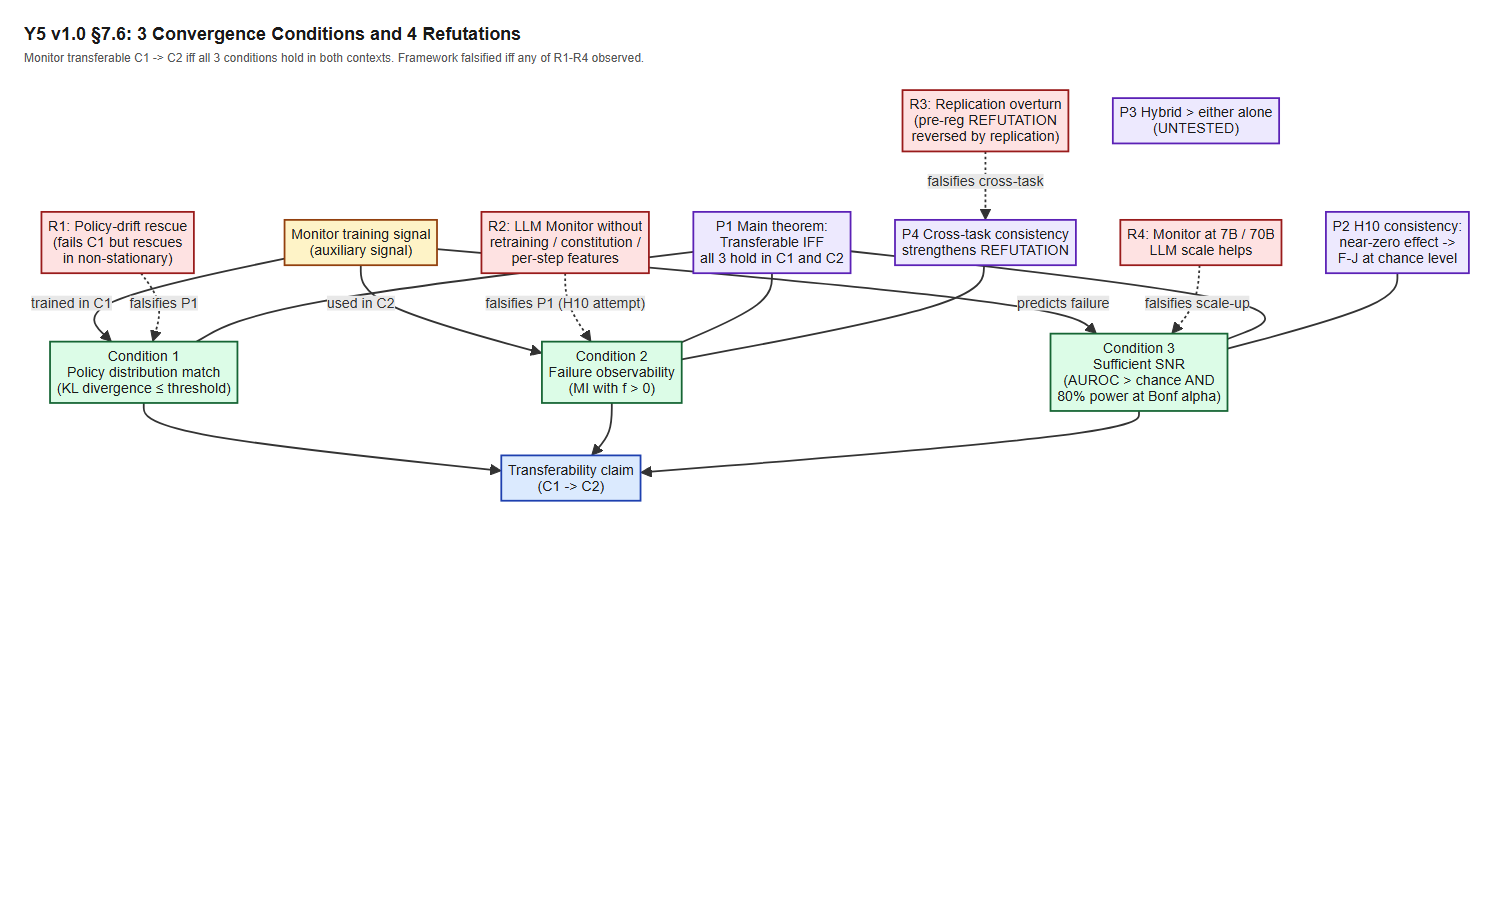 Y5 v1.0 §7.6: 3 Convergence Conditions and 4 Refutations
Monitor transferable C1 -> C2 iff all 3 conditions hold in both contexts. Framework falsified iff any of R1-R4 observed.
R3: Replication overturn
(pre-reg REFUTATION
reversed by replication)
P3 Hybrid > either alone
(UNTESTED)
falsifies cross-task
R1: Policy-drift rescue
(fails C1 but rescues
in non-stationary)
Monitor training signal
(auxiliary signal)
R2: LLM Monitor without
retraining / constitution /
per-step features
P1 Main theorem:
Transferable IFF
all 3 hold in C1 and C2
P4 Cross-task consistency
strengthens REFUTATION
R4: Monitor at 7B / 70B
LLM scale helps
P2 H10 consistency:
near-zero effect ->
F-J at chance level
trained in C1
falsifies P1
used in C2
falsifies P1 (H10 attempt)
predicts failure
falsifies scale-up
Condition 1
Policy distribution match
(KL divergence ≤ threshold)
Condition 2
Failure observability
(MI with f > 0)
Condition 3
Sufficient SNR
(AUROC > chance AND
80% power at Bonf alpha)
Transferability claim
(C1 -> C2)